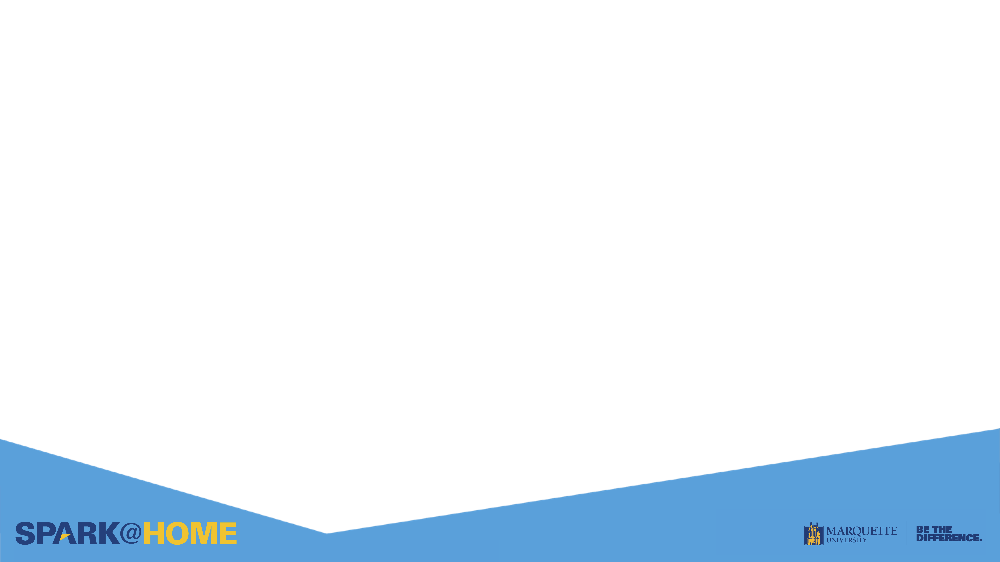 SPARK@HOME
MARQUETTE
UNIVERSITY
BE THE
DIFFERENCE.